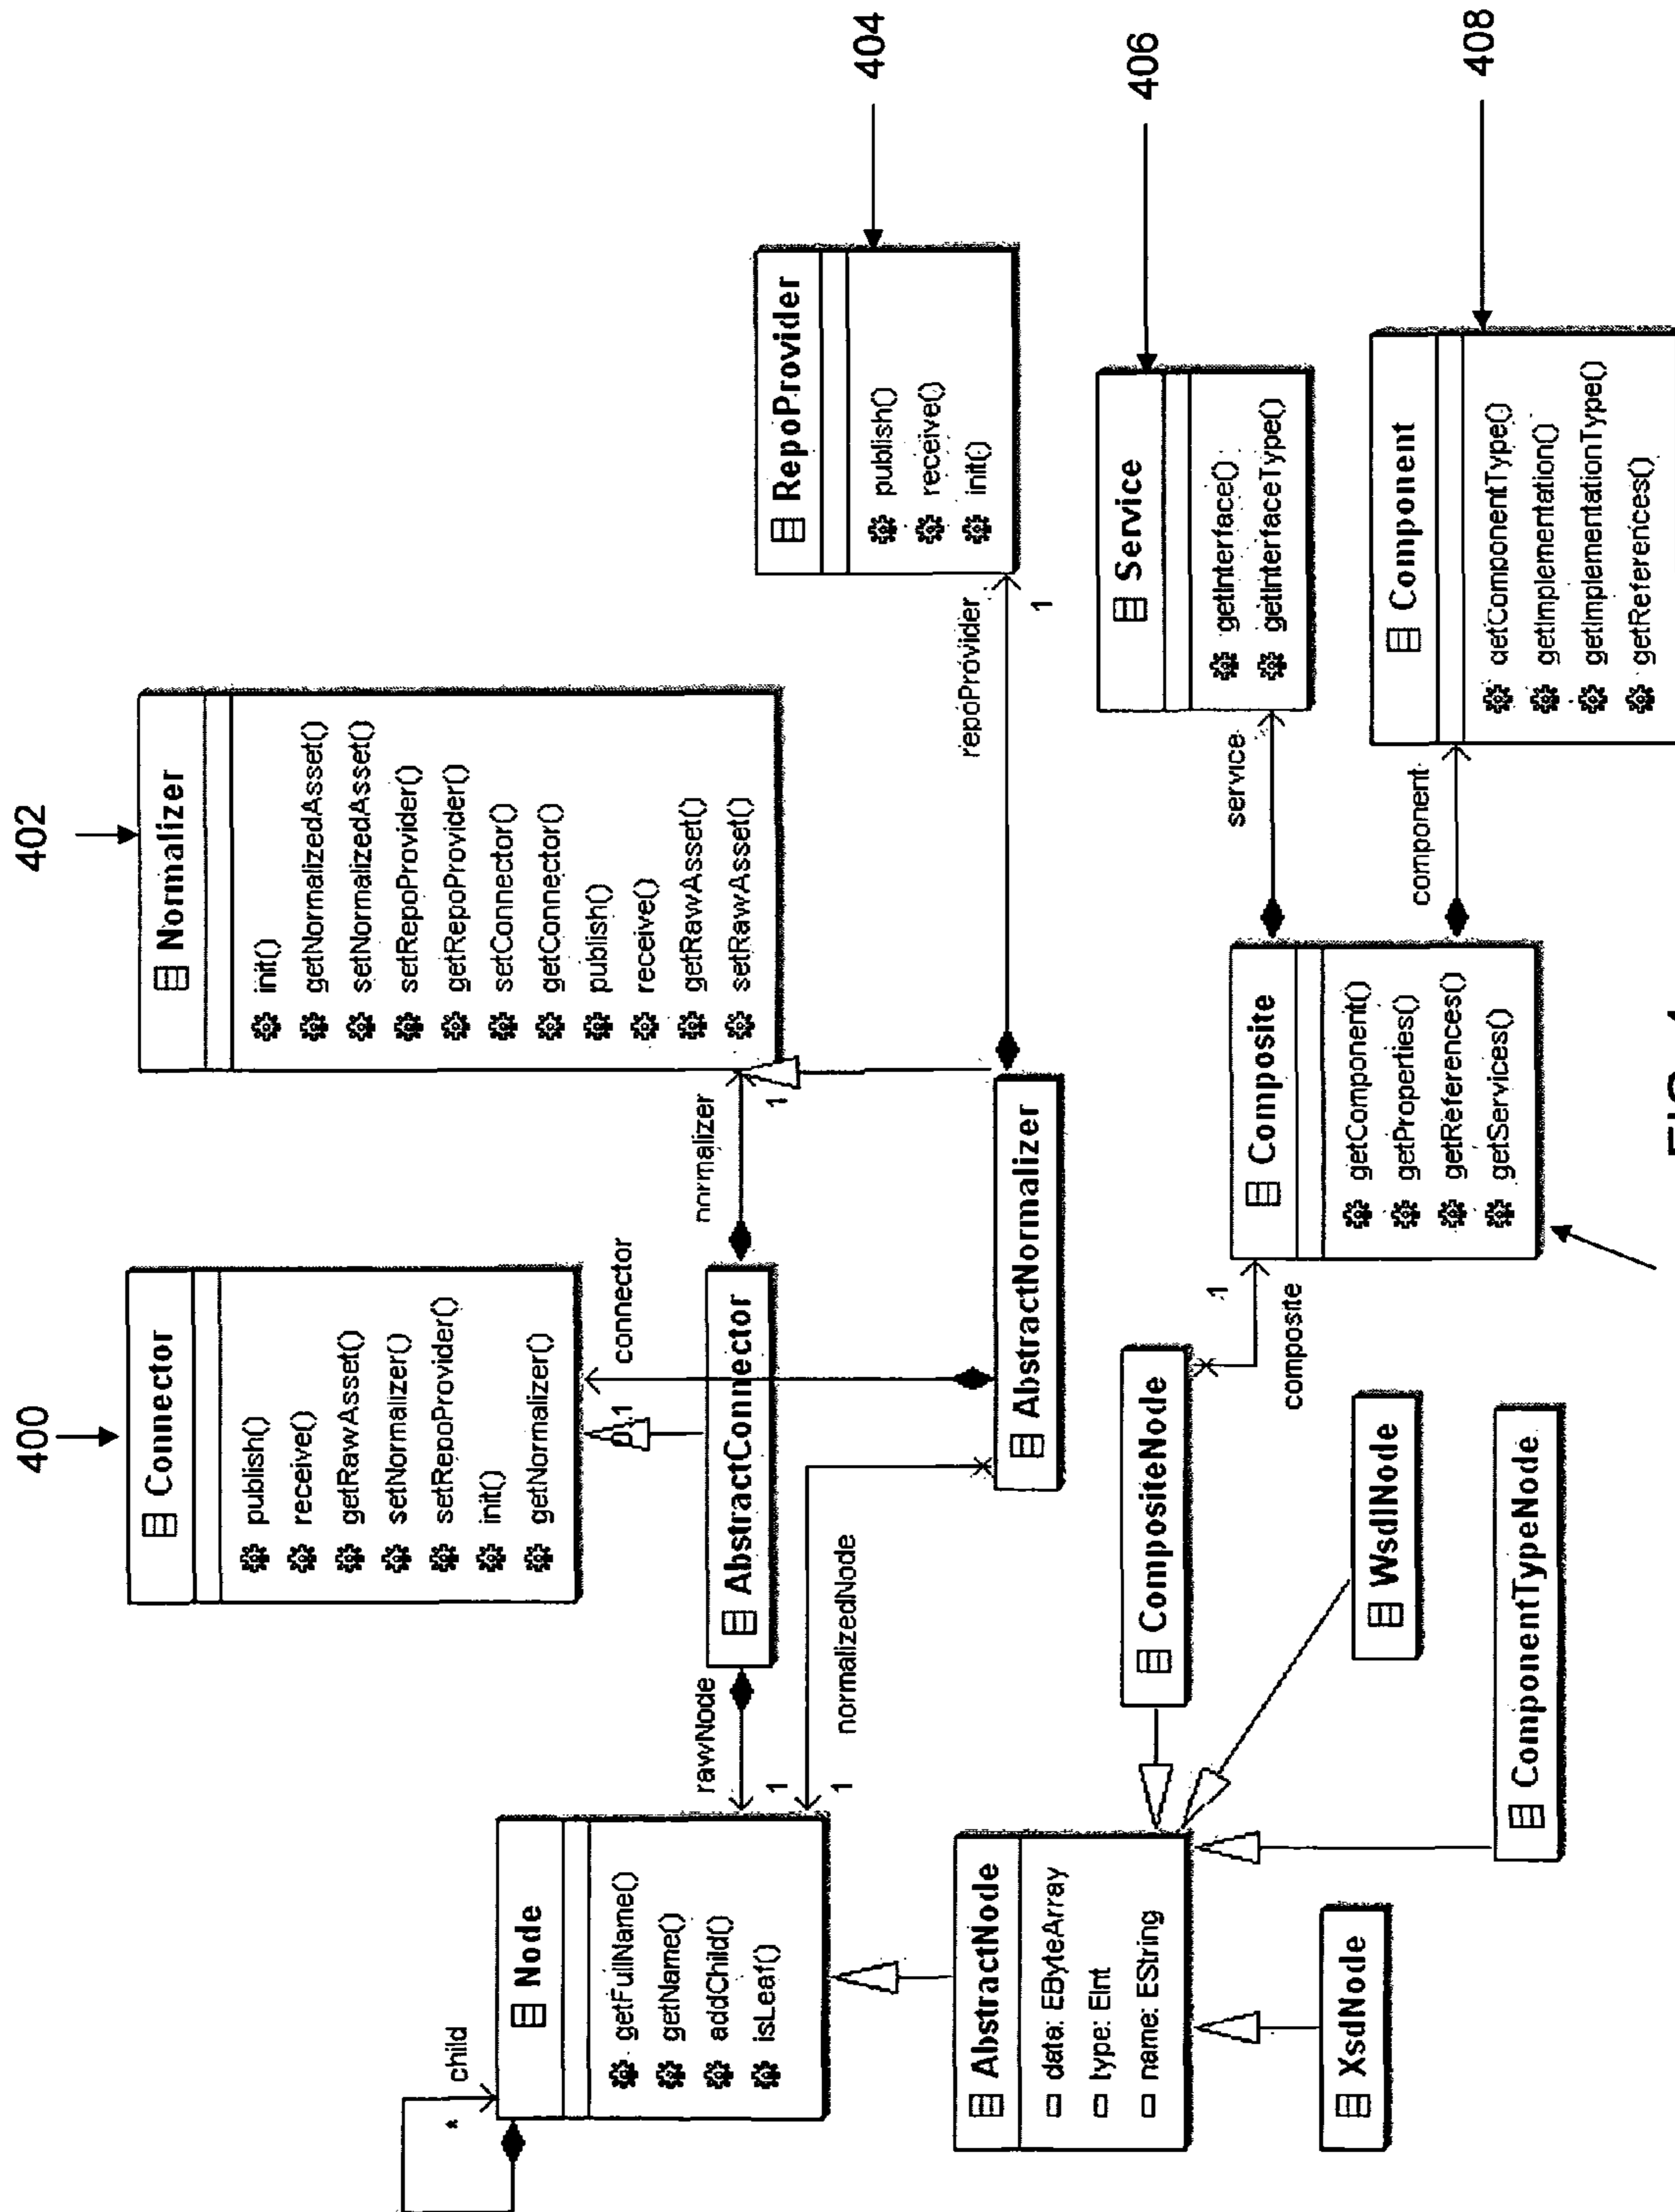 child
*
Node
getFullName()
getName()
addChild()
isLeaf()
400
Connector
publish()
receive()
getRawAsset()
setNormalizer()
setRepoProvider()
init()
getNormalizer()
402
Normalizer
init()
getNormalizedAsset()
setNormalizedAsset()
setRepoProvider()
getRepoProvider()
setConnector()
getConnector()
publish()
receive()
getRawAsset()
setRawAsset()
connector
1
rawNode
1
AbstractConnector
normalizer
1
normalizedNode
1
AbstractNormalizer
repoProvider
1
RepoProvider
publish()
receive()
init()
404
AbstractNode
data: EByteArray
type: EInt
name: EString
CompositeNode
1
composite
Composite
getComponent()
getProperties()
getReferences()
getServices()
service
Service
getInterface()
getInterfaceType()
406
XsdNode
WsdlNode
ComponentTypeNode
component
Component
getComponentType()
getImplementation()
getImplementationType()
getReferences()
408